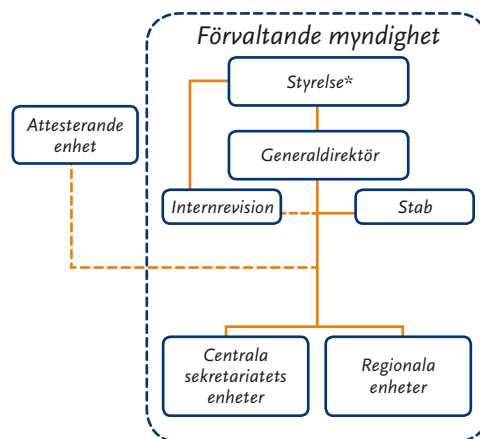 Förvaltande myndighet
Styrelse*
Attesterande
enhet
Generaldirektör
Internrevision
Stab
Centrala
sekretariatets
enheter
Regionala
enheter